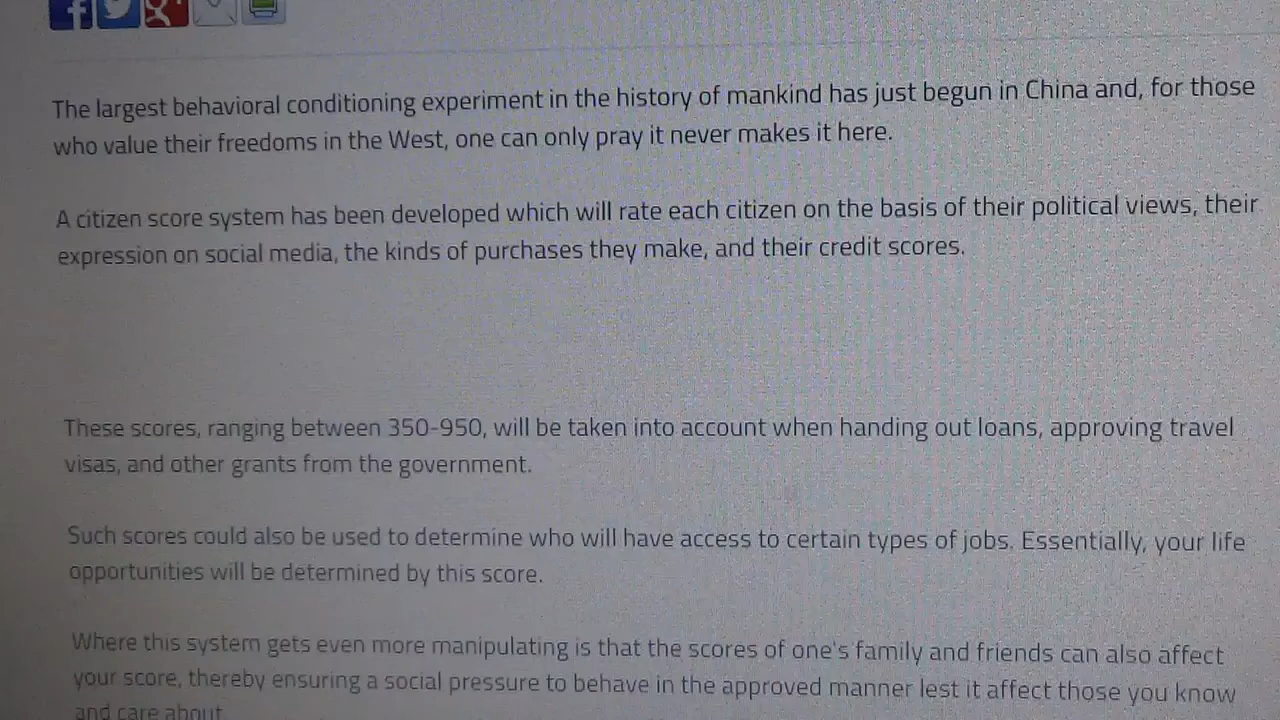 The largest behavioral conditioning experiment in the history of mankind has just begun in China and, for those
who value their freedoms in the West, one can only pray it never makes it here.
A citizen score system has been developed which will rate each citizen on the basis of their political views, their
expression on social media, the kinds of purchases they make, and their credit scores.
These scores, ranging between 350-950, will be taken into account when handing out loans, approving travel
visas, and other grants from the government.
Such scores could also be used to determine who will have access to certain types of jobs. Essentially, your life
opportunities will be determined by this score.
Where this system gets even more manipulating is that the scores of one's family and friends can also affect
your score, thereby ensuring a social pressure to behave in the approved manner lest it affect those you know
and care about